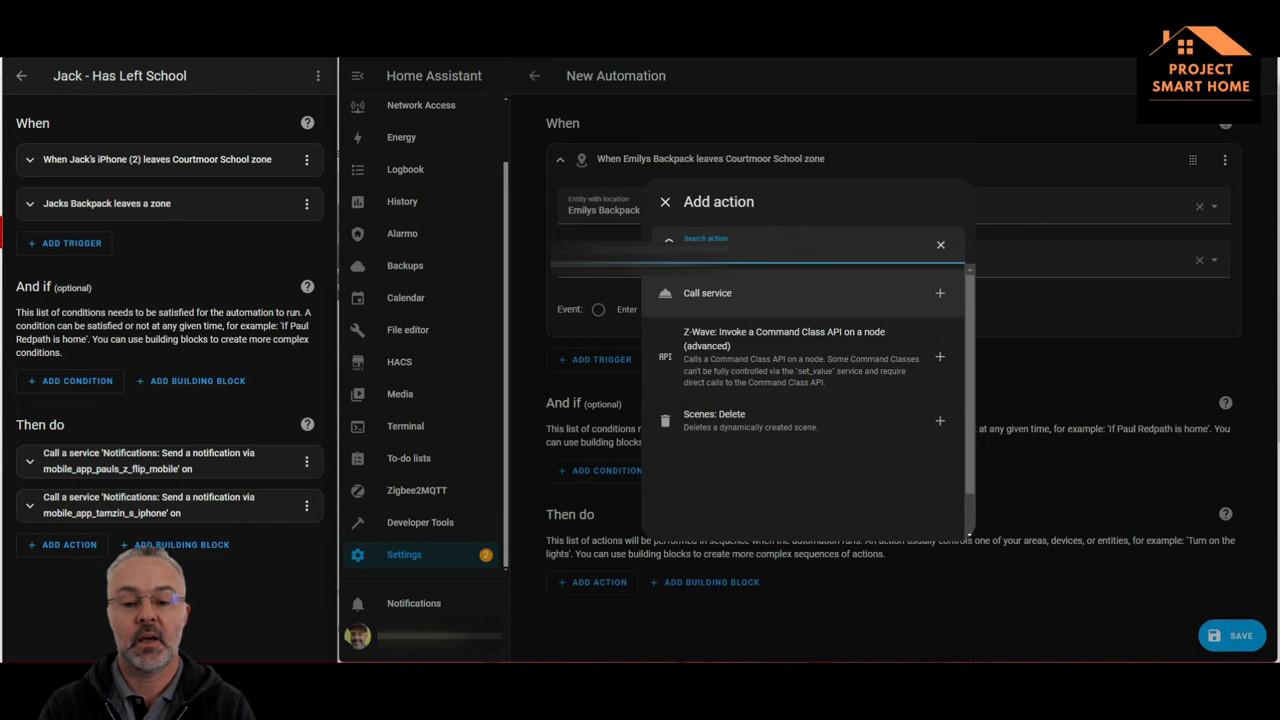 PROJECT
SMART HOME
Jack - Has Left School
When
When Jack's iPhone (2) leaves Courtmoor School zone
Jacks Backpack leaves a zone
ADD TRIGGER
And if (optional)
This list of conditions needs to be satisfied for the automation to run. A
condition can be satisfied or not at any given time, for example: 'If Paul
Redpath is home'. You can use building blocks to create more complex
conditions.
ADD CONDITION
ADD BUILDING BLOCK
Then do
Call a service 'Notifications: Send a notification via
mobile_app_pauls_z_flip_mobile' on
Call a service 'Notifications: Send a notification via
mobile_app_tamzin_s_iphone' on
ADD ACTION
ADD BUILDING BLOCK
Home Assistant
Network Access
Energy
Logbook
History
Alarmo
Backups
Calendar
File editor
HACS
Media
Terminal
To-do lists
Zigbee2MQTT
Developer Tools
Settings
2
Notifications
New Automation
When
When Emilys Backpack leaves Courtmoor School zone
Entity with location
Emilys Backpack
Event:
Enter
ADD TRIGGER
And if (optional)
This list of conditions
at any given time, for example: 'If Paul Redpath is home'. You
can use building blocks
ADD CONDITION
Then do
This list of actions will be performed in sequence when the automation runs. An action usually controls one of your areas, devices, or entities, for example: 'Turn on the
lights'. You can use building blocks to create more complex sequences of actions.
ADD ACTION
ADD BUILDING BLOCK
SAVE
Add action
Search action
Call service
API
Z-Wave: Invoke a Command Class API on a node
(advanced)
Calls a Command Class API on a node. Some Command Classes
can't be fully controlled via the `set_value` service and require
direct calls to the Command Class API.
Scenes: Delete
Deletes a dynamically created scene.